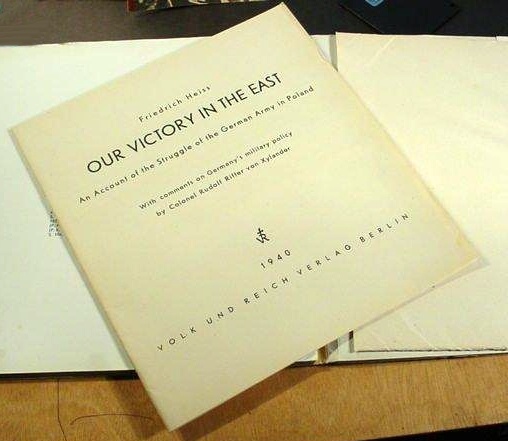 Friedrich Heiss
OUR VICTORY IN THE EAST
An Account of the Struggle of the German Army in Poland
With comments on Germany's military policy
by Colonel Rudolf Ritter von Xylander
VR
1940
VOLK UND REICH VERLAG BERLIN